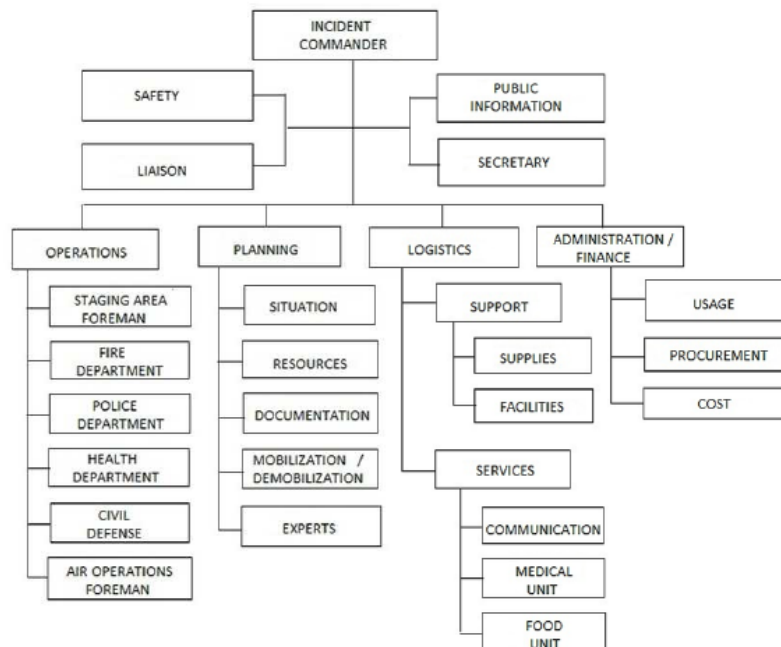 INCIDENT
COMMANDER
SAFETY
PUBLIC
INFORMATION
LIAISON
SECRETARY
OPERATIONS
STAGING AREA
FOREMAN
FIRE
DEPARTMENT
POLICE
DEPARTMENT
HEALTH
DEPARTMENT
CIVIL
DEFENSE
AIR OPERATIONS
FOREMAN
PLANNING
SITUATION
RESOURCES
DOCUMENTATION
MOBILIZATION /
DEMOBILIZATION
EXPERTS
LOGISTICS
SUPPORT
SUPPLIES
FACILITIES
SERVICES
COMMUNICATION
MEDICAL
UNIT
FOOD
UNIT
ADMINISTRATION /
FINANCE
USAGE
PROCUREMENT
COST